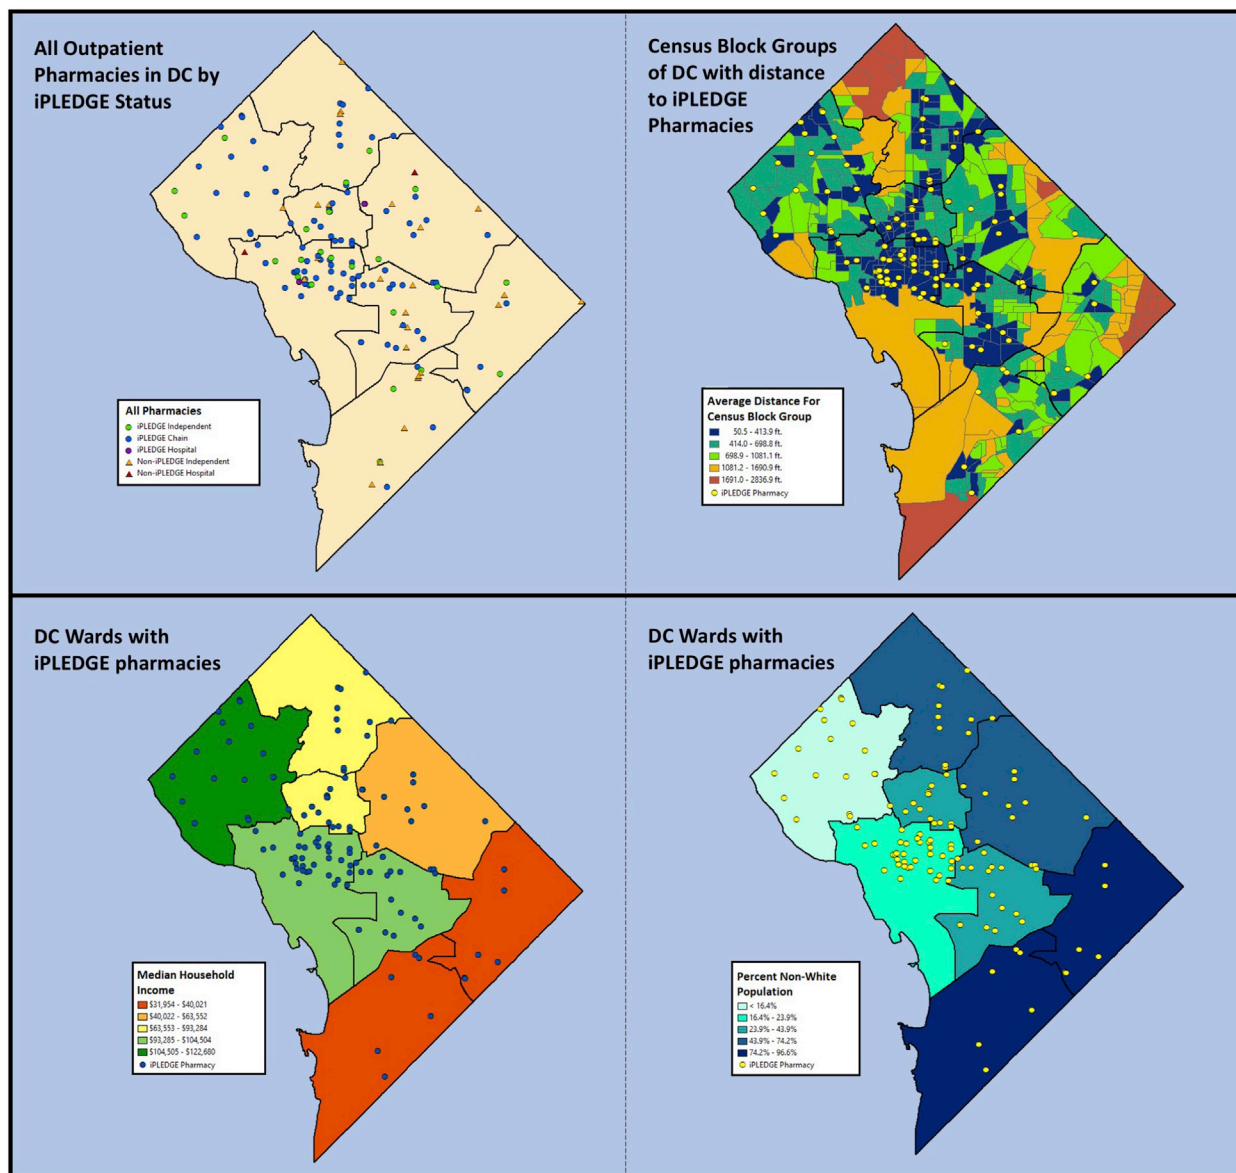 All Outpatient
Pharmacies in DC by
iPLEDGE Status
All Pharmacies
iPLEDGE Independent
iPLEDGE Chain
iPLEDGE Hospital
Non-iPLEDGE Independent
Non-iPLEDGE Hospital
Census Block Groups
of DC with distance
to iPLEDGE
Pharmacies
Average Distance For
Census Block Group
50.5 - 413.9 ft.
414.0 - 698.8 ft.
698.9 - 1081.1 ft.
1081.2 - 1690.9 ft.
1691.0 - 2836.9 ft.
iPLEDGE Pharmacy
DC Wards with
iPLEDGE pharmacies
Median Household
Income
$31,954 - $40,021
$40,022 - $63,552
$63,553 - $93,284
$93,285 - $104,504
$104,505 - $122,680
iPLEDGE Pharmacy
DC Wards with
iPLEDGE pharmacies
Percent Non-White
Population
< 16.4%
16.4% - 23.9%
23.9% - 43.9%
43.9% - 74.2%
74.2% - 96.6%
iPLEDGE Pharmacy